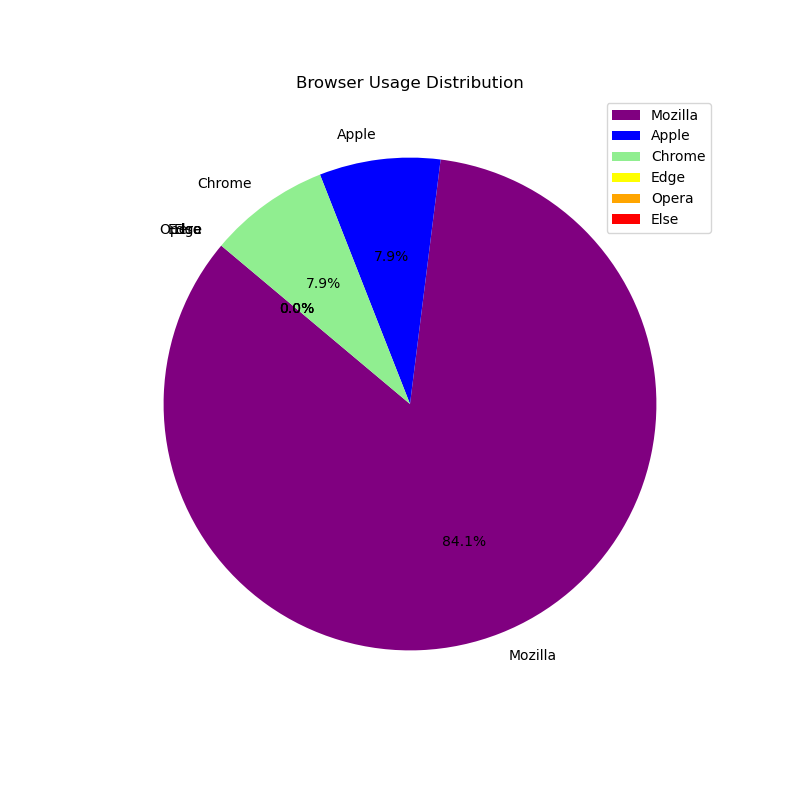 Browser Usage Distribution
Mozilla
Apple
Chrome
Edge
Opera
Else
Apple
Chrome
7.9%
7.9%
0.0%
84.1%
Mozilla